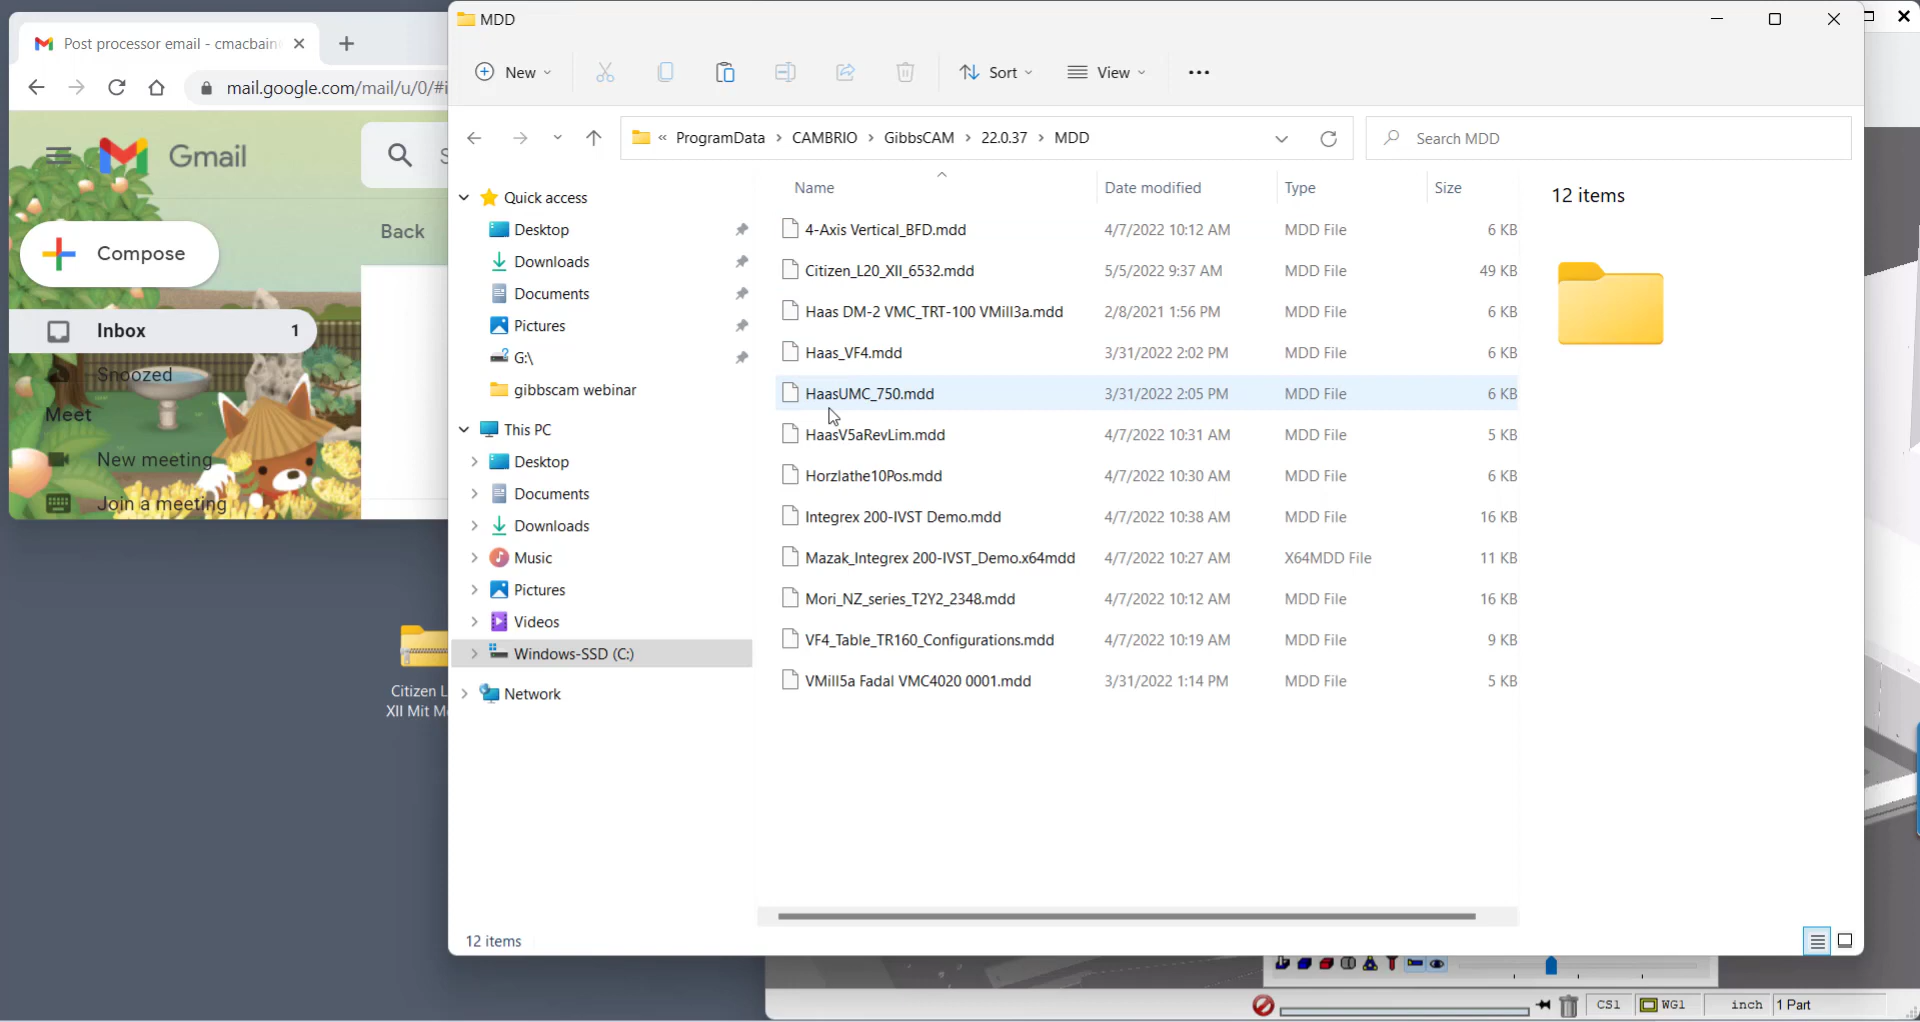 Post processor email - cmacbain
mail.google.com/mail/u/0/#i
Gmail
Compose
Back
Inbox 1
Snoozed
Meet
New meeting
Join a meeting
Citizen L
XII Mit M
MDD
New
Sort
View
« ProgramData > CAMBRIO > GibbsCAM > 22.0.37 > MDD
Search MDD
Quick access
Desktop
Downloads
Documents
Pictures
G:\
gibbscam webinar
This PC
Desktop
Documents
Downloads
Music
Pictures
Videos
Windows-SSD (C:)
Network
Name Date modified Type Size
4-Axis Vertical_BFD.mdd 4/7/2022 10:12 AM MDD File 6 KB
Citizen_L20_XII_6532.mdd 5/5/2022 9:37 AM MDD File 49 KB
Haas DM-2 VMC_TRT-100 VMill3a.mdd 2/8/2021 1:56 PM MDD File 6 KB
Haas_VF4.mdd 3/31/2022 2:02 PM MDD File 6 KB
HaasUMC_750.mdd 3/31/2022 2:05 PM MDD File 6 KB
HaasV5aRevLim.mdd 4/7/2022 10:31 AM MDD File 5 KB
Horzlathe10Pos.mdd 4/7/2022 10:30 AM MDD File 6 KB
Integrex 200-IVST Demo.mdd 4/7/2022 10:38 AM MDD File 16 KB
Mazak_Integrex 200-IVST_Demo.x64mdd 4/7/2022 10:27 AM X64MDD File 11 KB
Mori_NZ_series_T2Y2_2348.mdd 4/7/2022 10:12 AM MDD File 16 KB
VF4_Table_TR160_Configurations.mdd 4/7/2022 10:19 AM MDD File 9 KB
VMill5a Fadal VMC4020 0001.mdd 3/31/2022 1:14 PM MDD File 5 KB
12 items
12 items
CS1 WG1 inch 1 Part